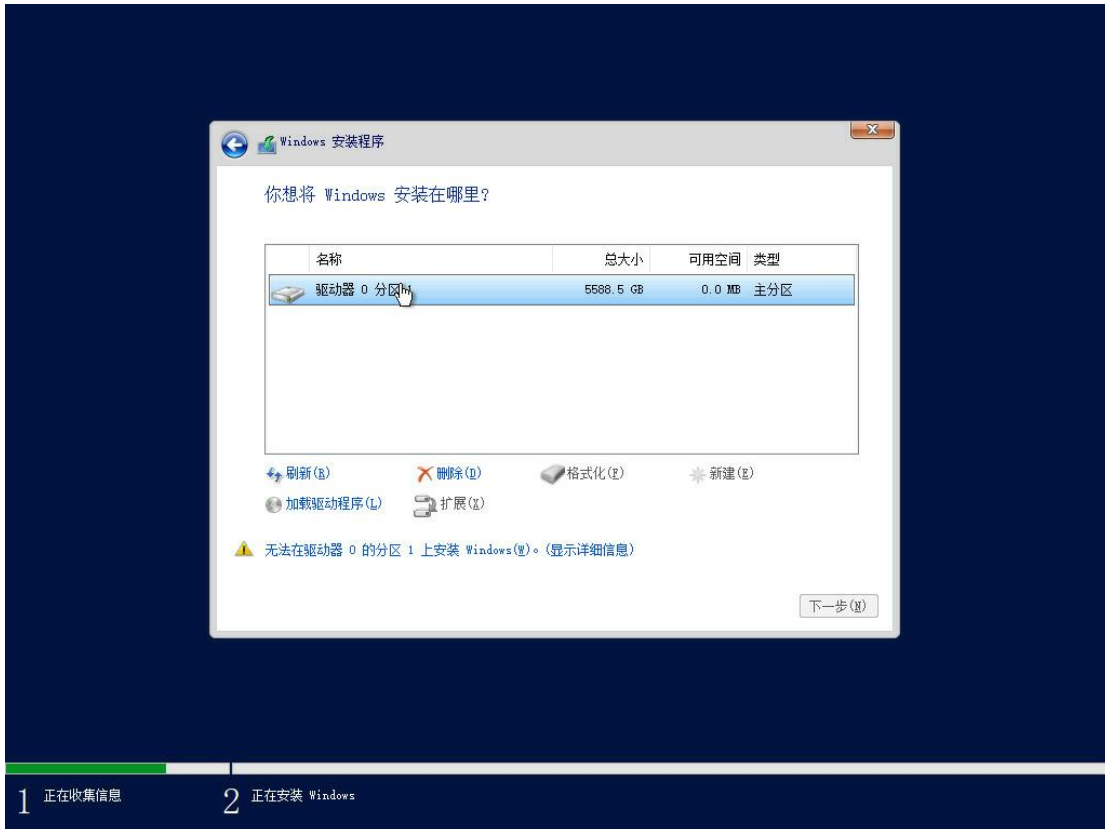 Windows 安装程序
你想将 Windows 安装在哪里?
名称 总大小 可用空间 类型
驱动器 0 分区 1 5588.5 GB 0.0 MB 主分区
刷新(R) 删除(D) 格式化(F) 新建(E)
加载驱动程序(L) 扩展(X)
无法在驱动器 0 的分区 1 上安装 Windows(W)。(显示详细信息)
下一步(N)
1 正在收集信息 2 正在安装 Windows